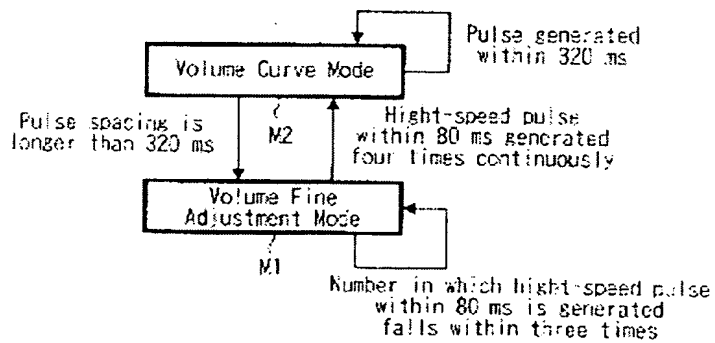 Pulse generated
within 320 ms
Volume Curve Mode
Pulse spacing is
longer than 320 ms
M2
Hight-speed pulse
within 80 ms generated
four times continuously
Volume Fine
Adjustment Mode
M1
Number in which hight-speed pulse
within 80 ms is generated
falls within three times